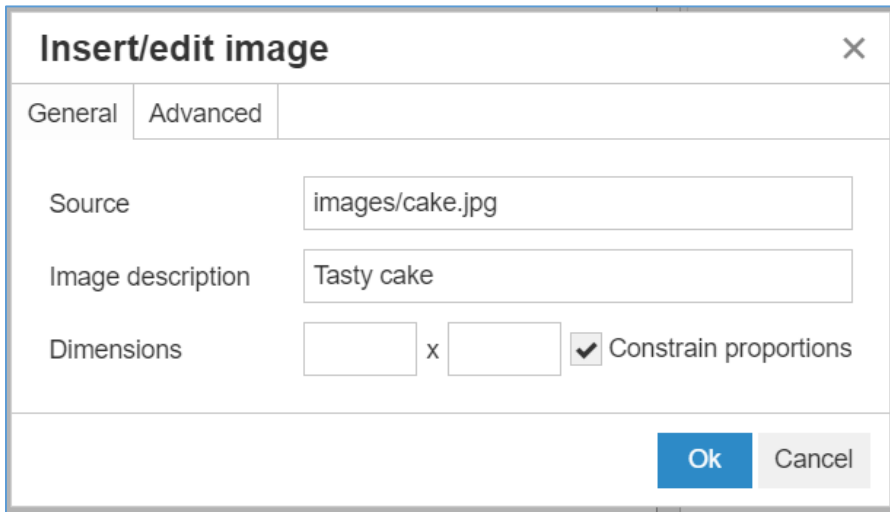 Insert/edit image ×
General Advanced
Source images/cake.jpg
Image description Tasty cake
Dimensions x Constrain proportions
Ok Cancel